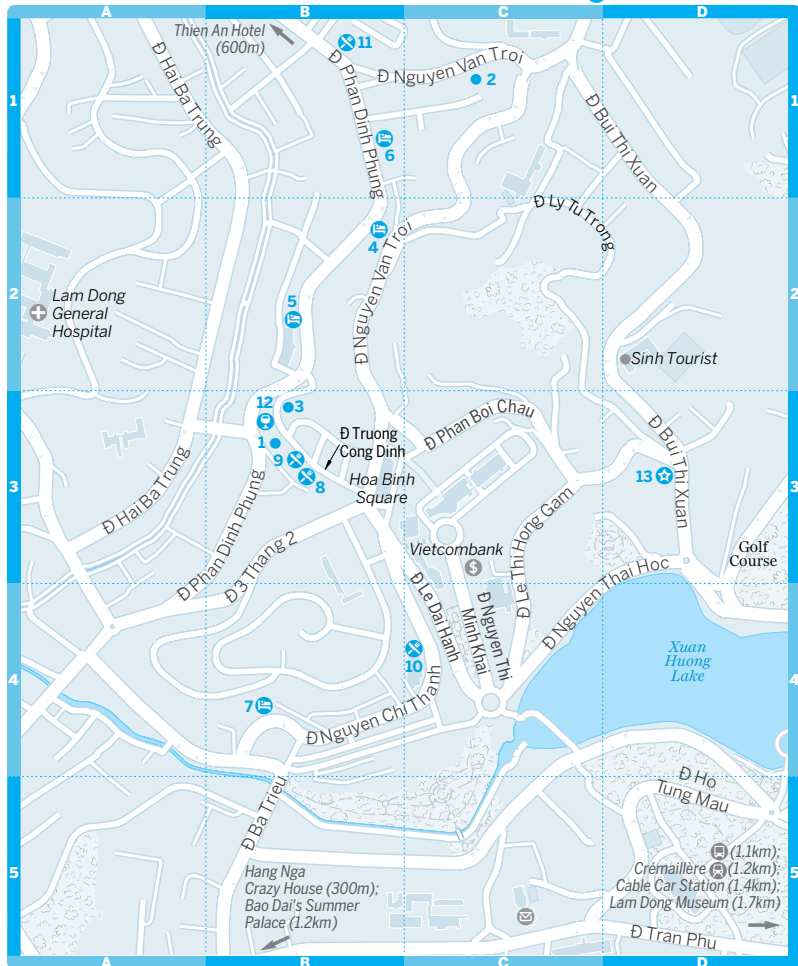 A
B
C
D
Thien An Hotel
(600m)
11
Đ Hai Ba Trung
Đ Phan Dinh Phung
Đ Nguyen Van Troi
2
1
1
Đ Bui Thi Xuan
6
Đ Ly Tu Trong
4
Đ Nguyen Van Troi
2
2
5
Lam Dong
General
Hospital
Sinh Tourist
12
3
1
Đ Truong
Cong Dinh
Đ Phan Boi Chau
9
8
Hoa Binh
Square
Đ Bui Thi Xuan
13
3
3
Đ Hai Ba Trung
Đ Phan Dinh Phung
Đ 3 Thang 2
Vietcombank
$
Đ Le Thi Hong Gam
Golf
Course
Đ Nguyen Thai Hoc
Đ Le Dai Hanh
Đ Nguyen Thi
Minh Khai
10
Xuan
Huong
Lake
4
4
7
Đ Nguyen Chi Thanh
Đ Ho
Tung Mau
Đ Ba Trieu
5
5
Hang Nga
Crazy House (300m);
Bao Dai's Summer
Palace (1.2km)
(1.1km);
Crémaillère (1.2km);
Cable Car Station (1.4km);
Lam Dong Museum (1.7km)
Đ Tran Phu
A
B
C
D